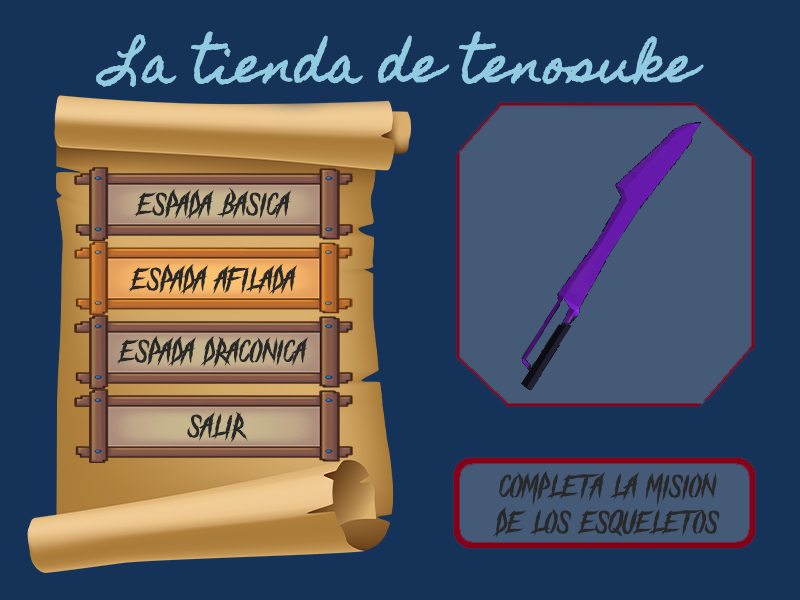 La tienda de tenosuke
ESPADA BASICA
ESPADA AFILADA
ESPADA DRACONICA
SALIR
COMPLETA LA MISION
DE LOS ESQUELETOS